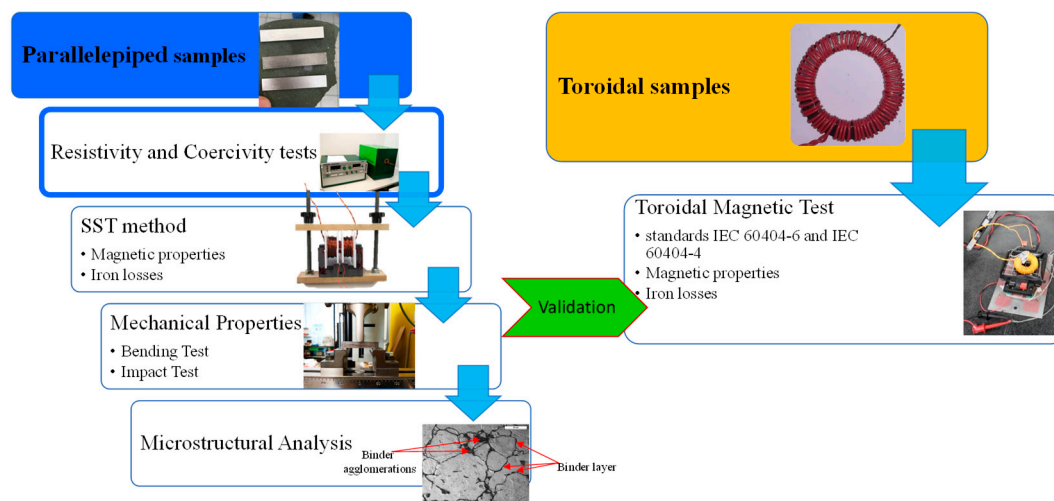 Parallelepiped samples
Resistivity and Coercivity tests
SST method
• Magnetic properties
• Iron losses
Mechanical Properties
• Bending Test
• Impact Test
Microstructural Analysis
Binder
agglomerations
Binder layer
Validation
Toroidal samples
Toroidal Magnetic Test
• standards IEC 60404-6 and IEC
60404-4
• Magnetic properties
• Iron losses